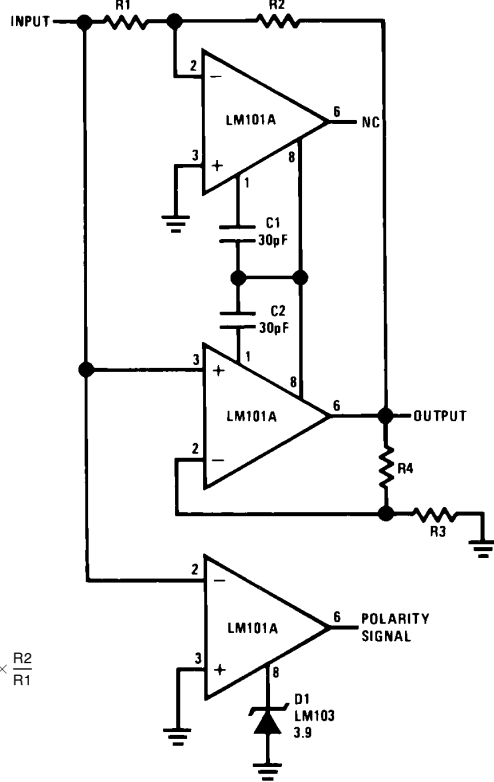 INPUT
R1
R2
2
−
LM101A
6
NC
3
+
8
1
C1
30pF
C2
30pF
1
3
+
8
LM101A
6
OUTPUT
2
−
R4
R3
2
−
LM101A
6
POLARITY
SIGNAL
3
+
8
× R2
R1
D1
LM103
3.9